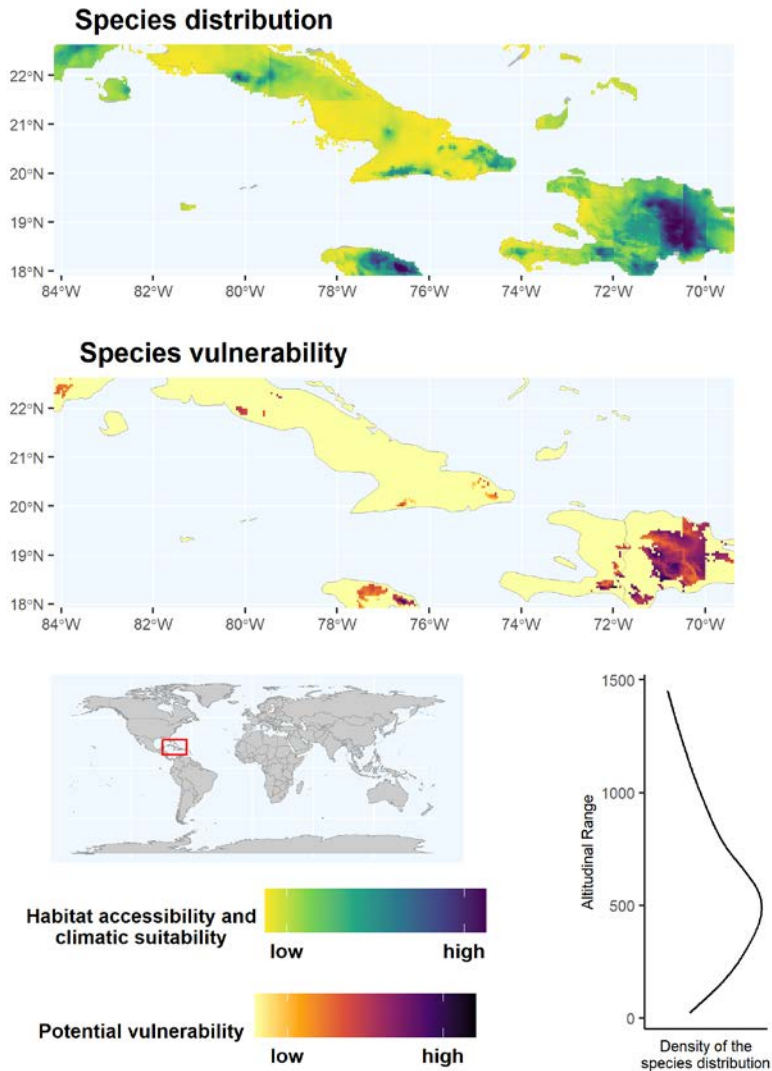 Species distribution
22°N
21°N
20°N
19°N
18°N
84°W 82°W 80°W 78°W 76°W 74°W 72°W 70°W
Species vulnerability
22°N
21°N
20°N
19°N
18°N
84°W 82°W 80°W 78°W 76°W 74°W 72°W 70°W
Habitat accessibility and
climatic suitability
low high
Potential vulnerability
low high
1500
1000
500
0
Altitudinal Range
Density of the
species distribution